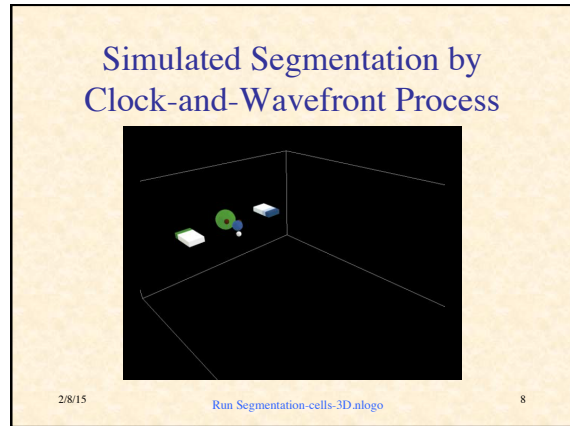 Simulated Segmentation by
Clock-and-Wavefront Process
2/8/15
Run Segmentation-cells-3D.nlogo
8